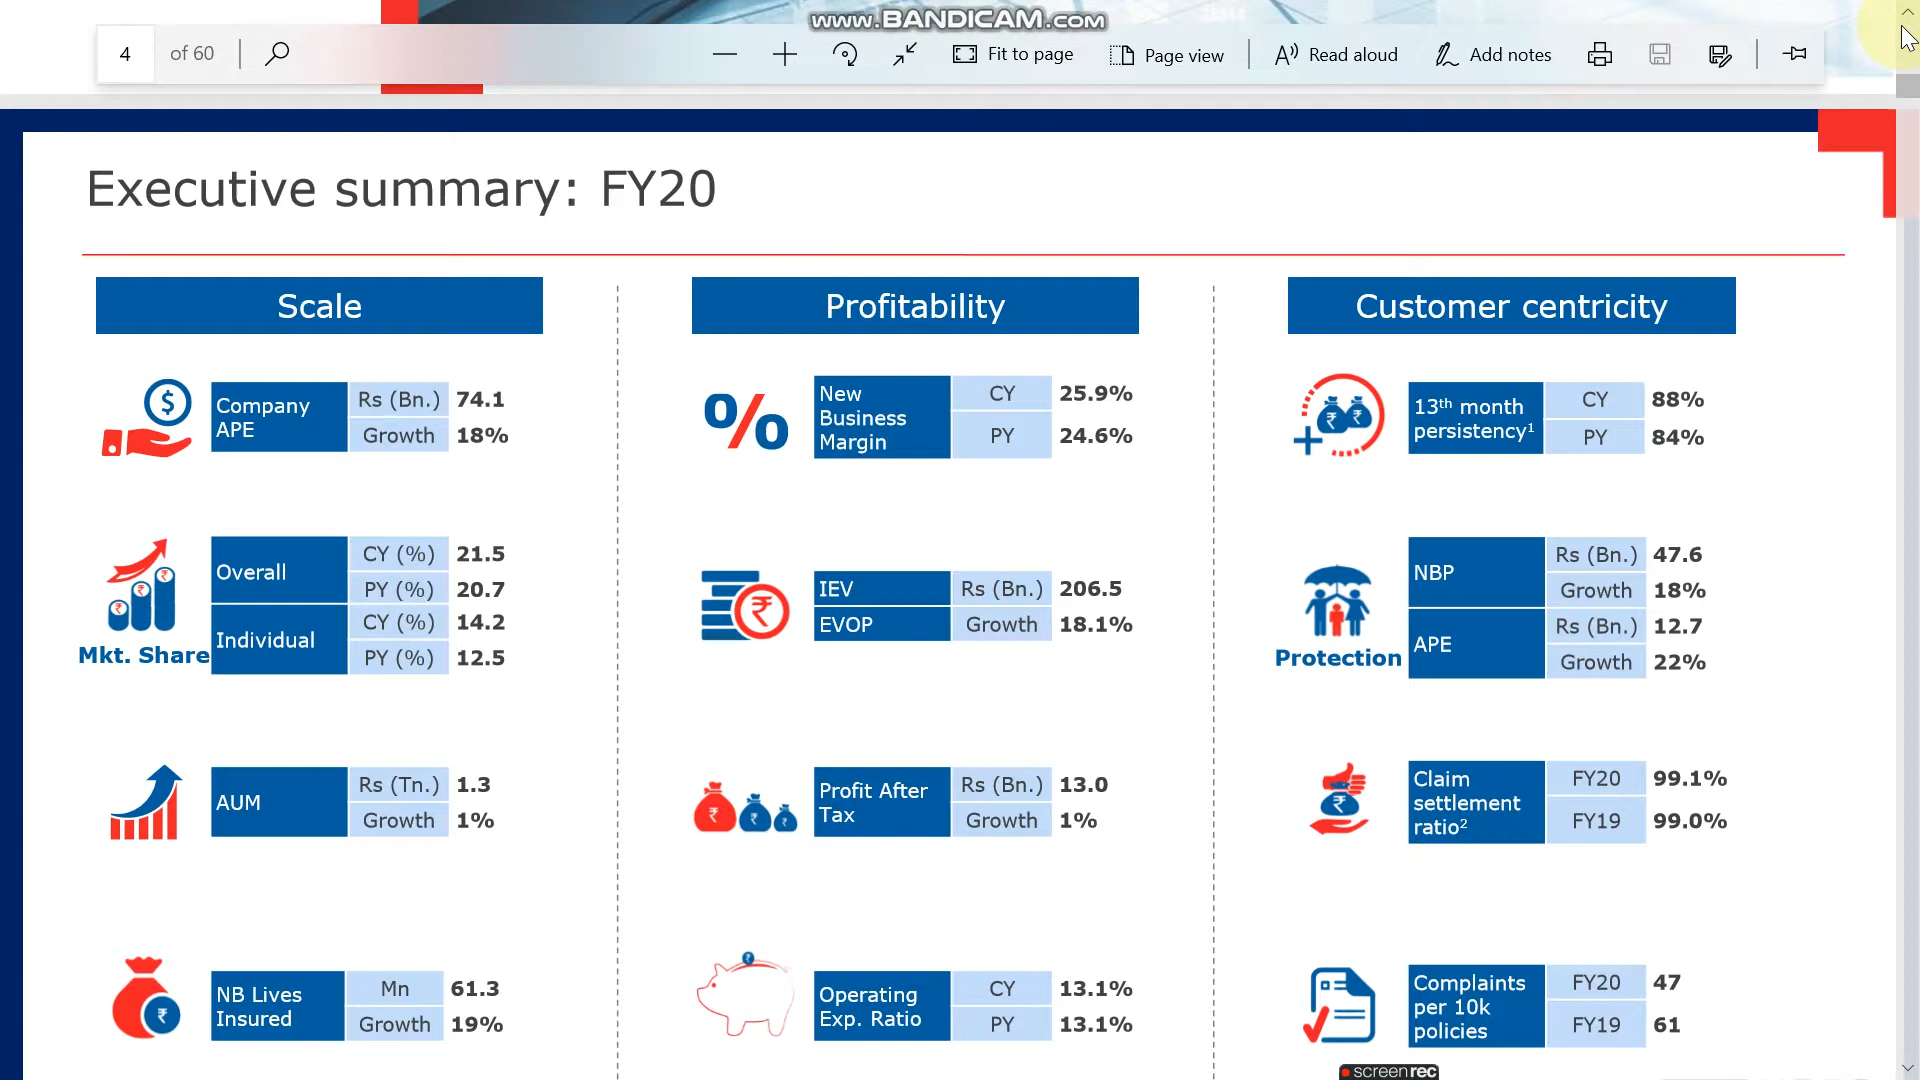 www.BANDICAM.com
4 of 60
Fit to page
Page view
Read aloud
Add notes
Executive summary: FY20
Scale
Company APE
Rs (Bn.) 74.1
Growth 18%
Mkt. Share
Overall
CY (%) 21.5
PY (%) 20.7
Individual
CY (%) 14.2
PY (%) 12.5
AUM
Rs (Tn.) 1.3
Growth 1%
NB Lives
Insured
Mn 61.3
Growth 19%
Profitability
%
New
Business
Margin
CY 25.9%
PY 24.6%
IEV Rs (Bn.) 206.5
EVOP Growth 18.1%
Profit After
Tax
Rs (Bn.) 13.0
Growth 1%
Operating
Exp. Ratio
CY 13.1%
PY 13.1%
Customer centricity
13th month
persistency¹
CY 88%
PY 84%
Protection
NBP
Rs (Bn.) 47.6
Growth 18%
APE
Rs (Bn.) 12.7
Growth 22%
Claim
settlement
ratio²
FY20 99.1%
FY19 99.0%
Complaints
per 10k
policies
FY20 47
FY19 61
screenrec